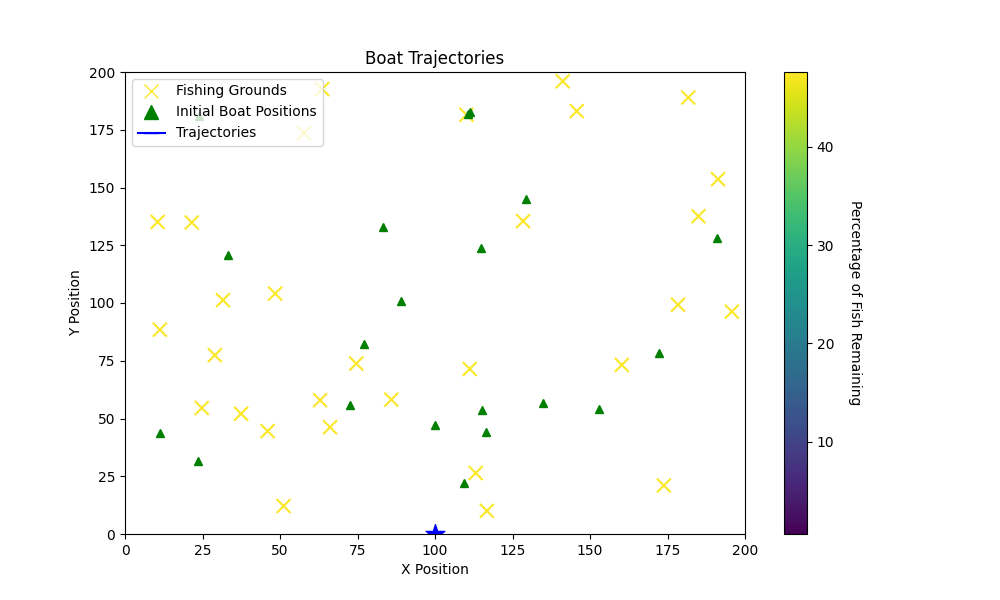 Boat Trajectories
Fishing Grounds
Initial Boat Positions
Trajectories
200
175
150
125
100
75
50
25
0
Y Position
0 25 50 75 100 125 150 175 200
X Position
40
30
20
10
Percentage of Fish Remaining